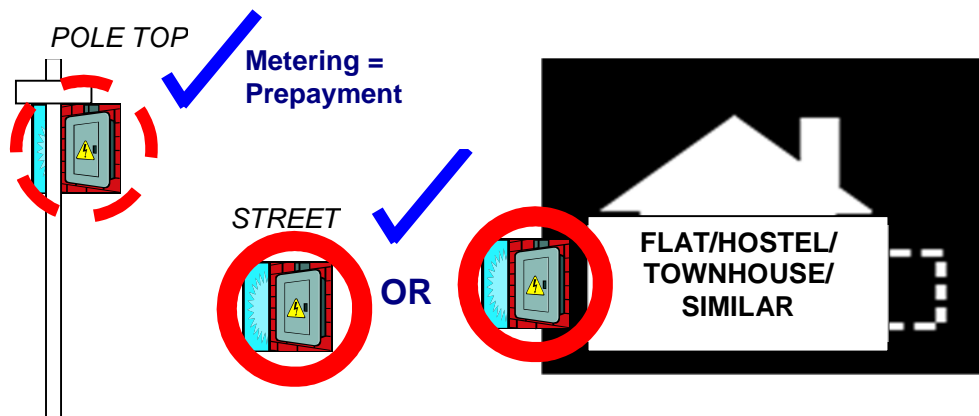 POLE TOP
Metering =
Prepayment
STREET
OR
FLAT/HOSTEL/
TOWNHOUSE/
SIMILAR